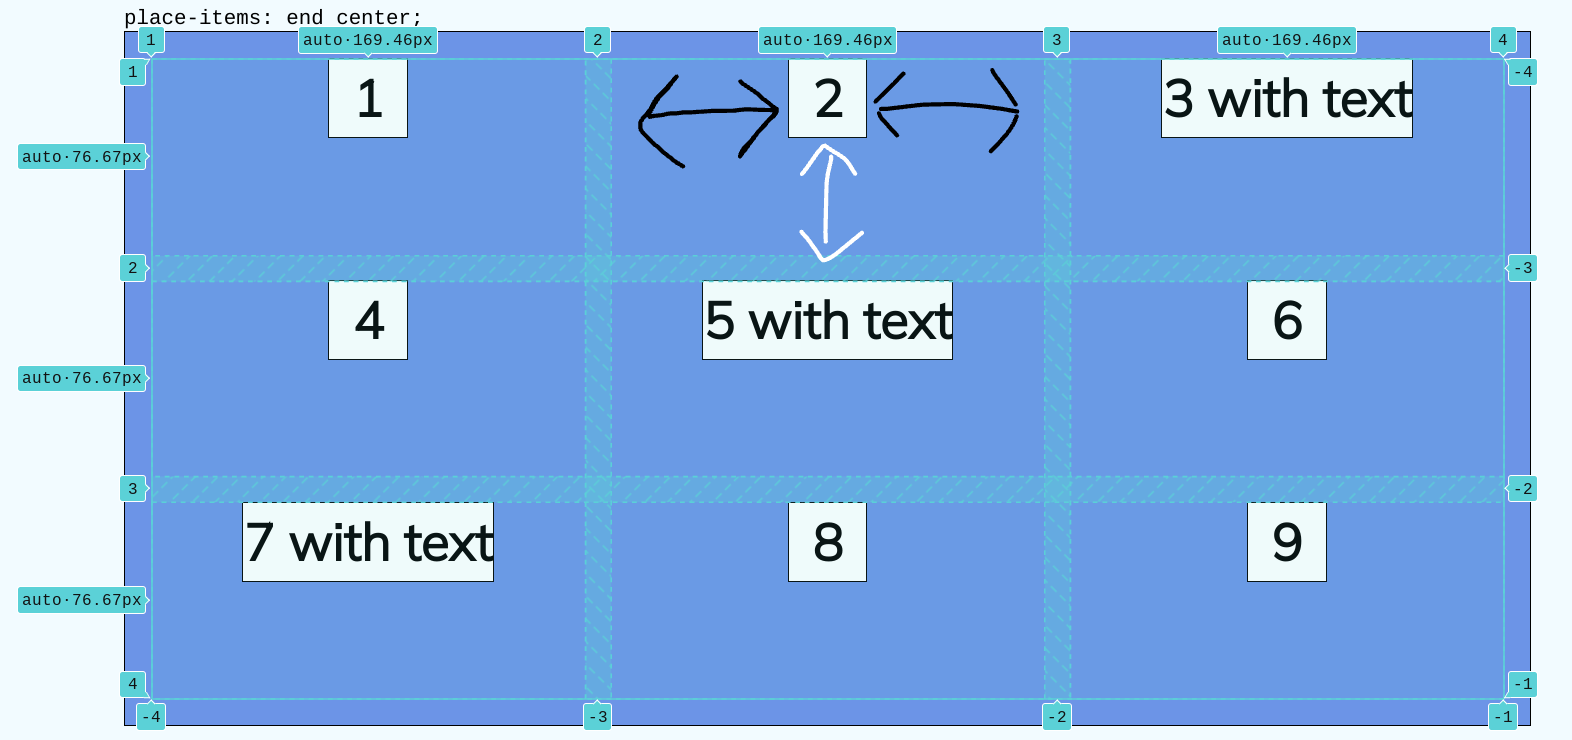 place-items: end center;
1 auto·169.46px 2 auto·169.46px 3 auto·169.46px 4
1 -4
1 2 3 with text
auto·76.67px
2 -3
4 5 with text 6
auto·76.67px
3 -2
7 with text 8 9
auto·76.67px
4 -1
-4 -3 -2 -1